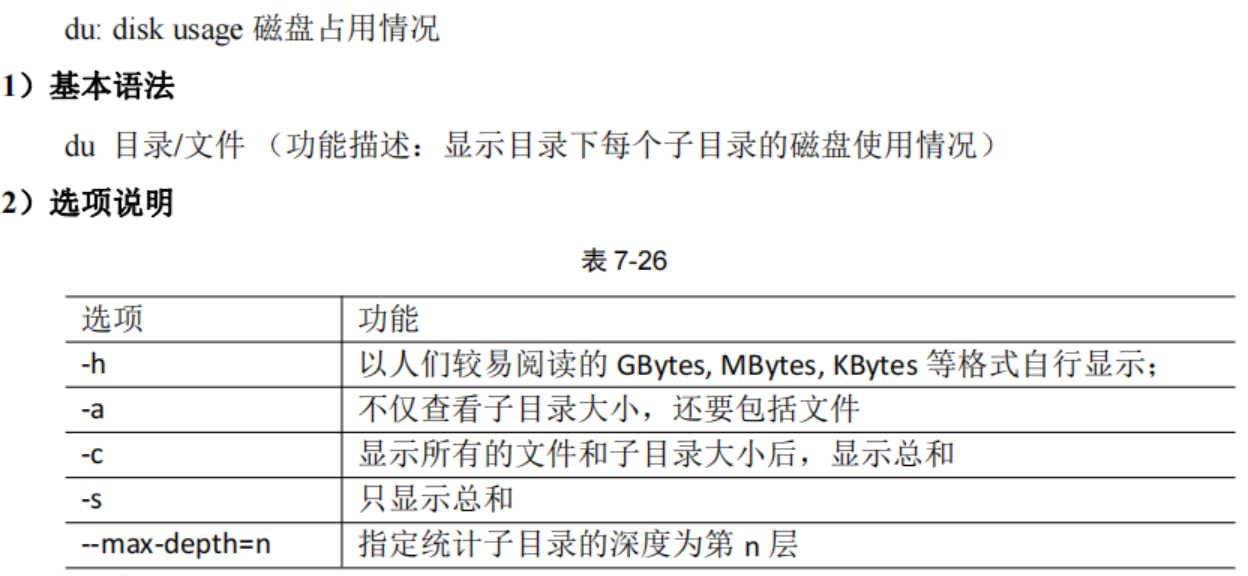 du: disk usage 磁盘占用情况
1）基本语法
du 目录/文件 （功能描述：显示目录下每个子目录的磁盘使用情况）
2）选项说明
表 7-26
选项 功能
-h 以人们较易阅读的 GBytes, MBytes, KBytes 等格式自行显示；
-a 不仅查看子目录大小，还要包括文件
-c 显示所有的文件和子目录大小后，显示总和
-s 只显示总和
--max-depth=n 指定统计子目录的深度为第 n 层